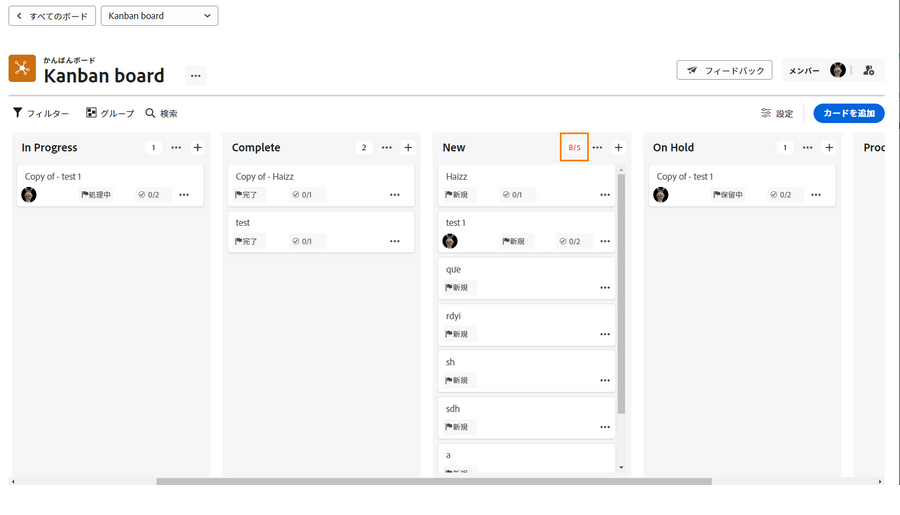 すべてのボード
Kanban board
かんばんボード
Kanban board
フィードバック
メンバー
フィルター
グループ
検索
設定
カードを追加
In Progress
1
Copy of - test 1
処理中
0/2
Complete
2
Copy of - Haizz
完了
0/1
test
完了
0/1
New
8/5
Haizz
新規
0/1
test 1
新規
0/2
que
新規
rdyi
新規
sh
新規
sdh
新規
a
新規
On Hold
1
Copy of - test 1
保留中
0/2
Proc